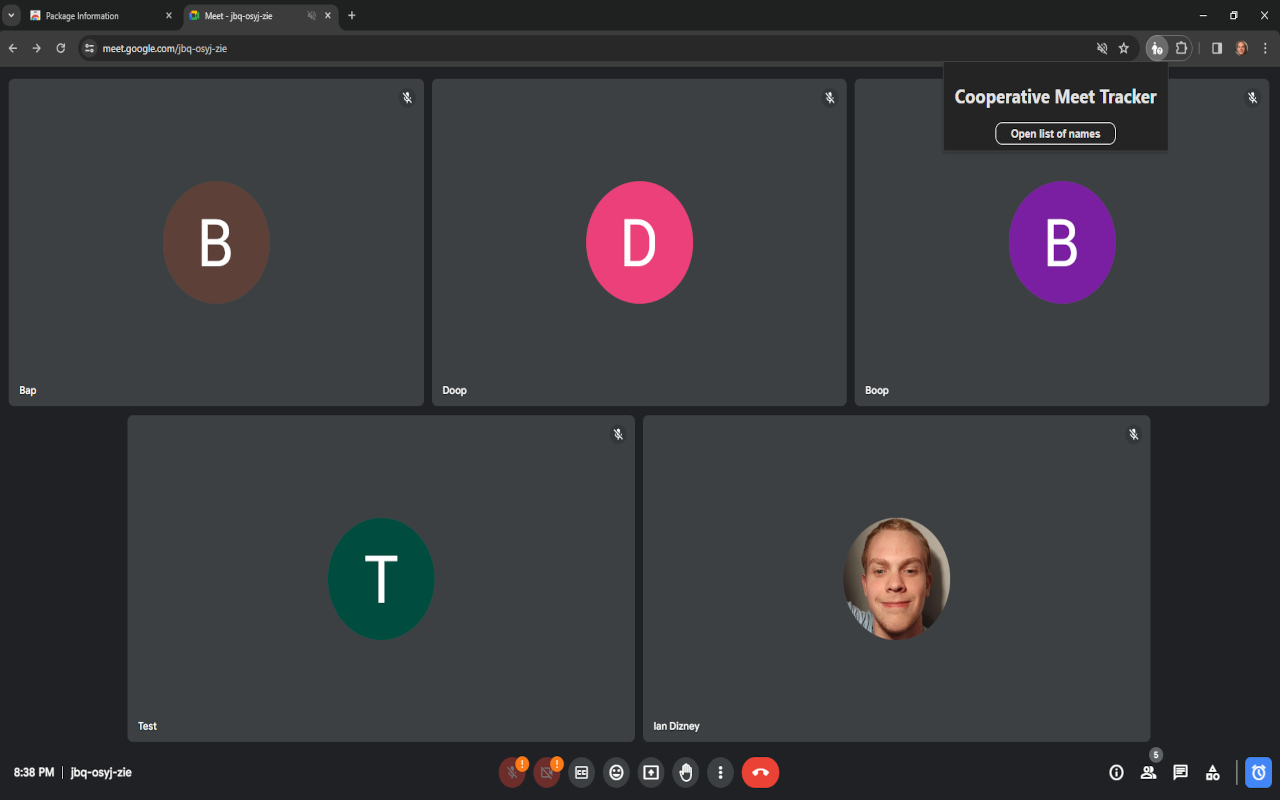 Package Information
Meet - jbq-osyj-zie
meet.google.com/jbq-osyj-zie
Cooperative Meet Tracker
Open list of names
B
D
B
Bap
Doop
Boop
T
Test
Ian Dizney
8:38 PM | jbq-osyj-zie
!
!
CC
5